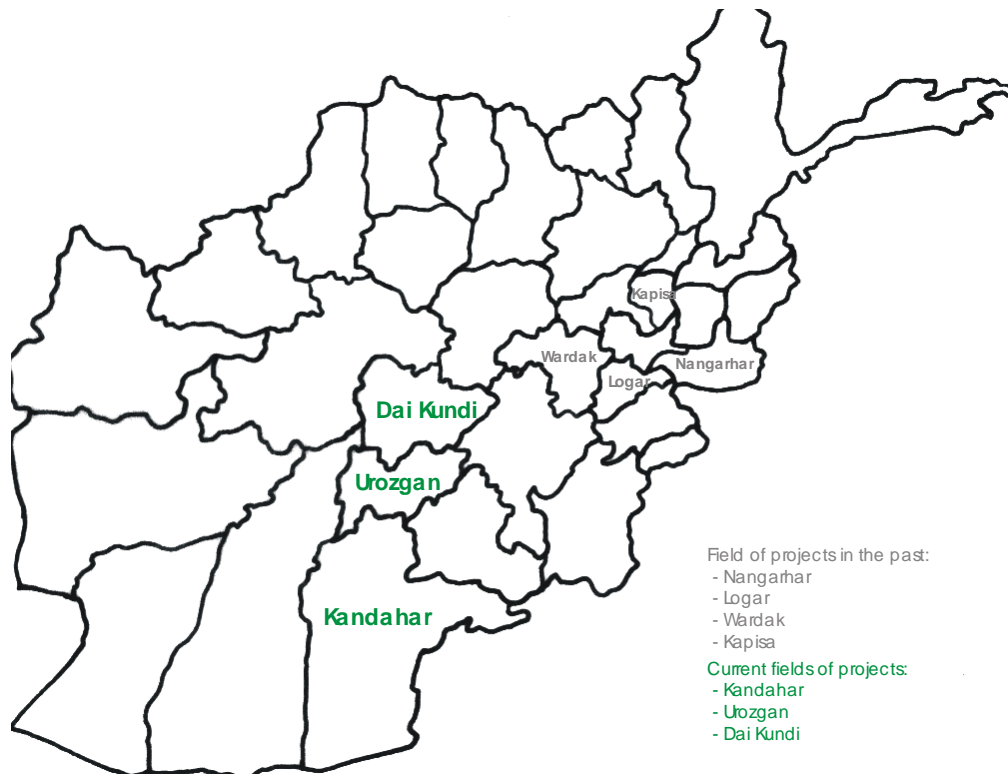 Kapisa
Wardak
Nangarhar
Logar
Dai Kundi
Urozgan
Kandahar
Field of projects in the past:
- Nangarhar
- Logar
- Wardak
- Kapisa
Current fields of projects:
- Kandahar
- Urozgan
- Dai Kundi